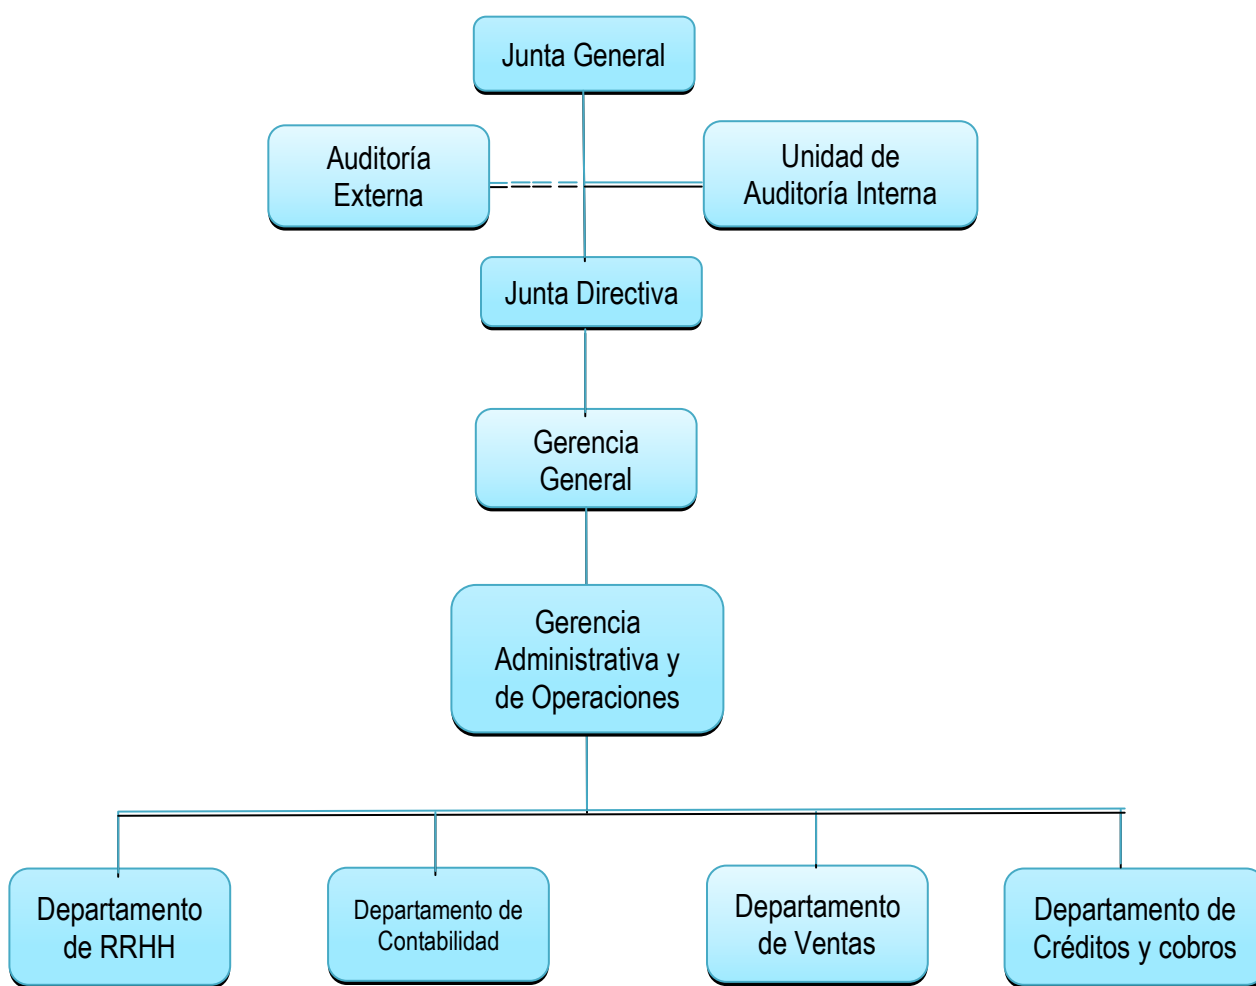 Junta General
Auditoría
Externa
Unidad de
Auditoría Interna
Junta Directiva
Gerencia
General
Gerencia
Administrativa y
de Operaciones
Departamento
de RRHH
Departamento de
Contabilidad
Departamento
de Ventas
Departamento de
Créditos y cobros